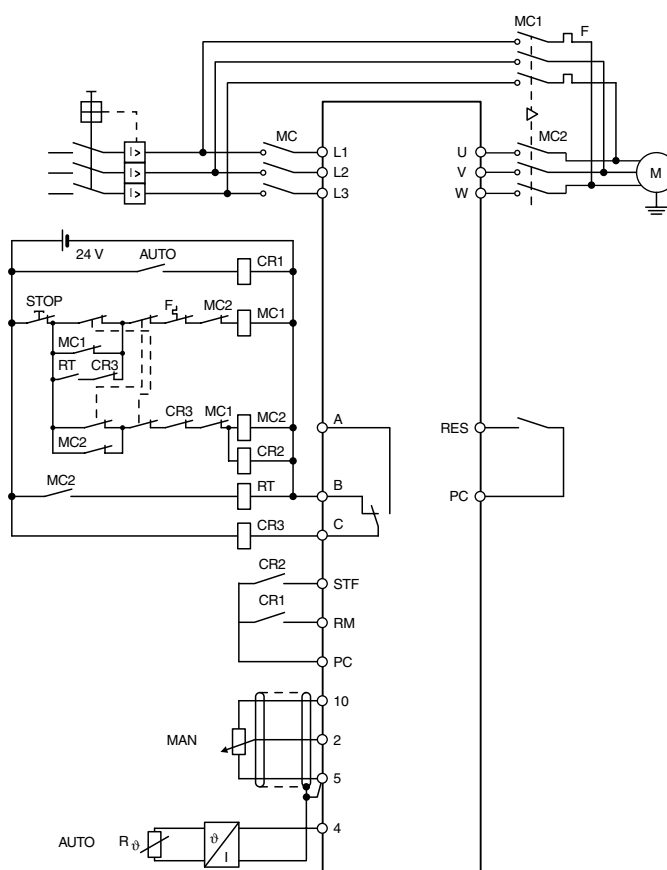 MC1
F
I>
I>
I>
MC
L1
L2
L3
U
V
W
MC2
M
24 V
AUTO
CR1
STOP
F
MC2
MC1
MC1
RT
CR3
CR3
MC1
MC2
MC2
CR2
MC2
RT
CR3
A
B
C
RES
PC
CR2
STF
CR1
RM
PC
10
MAN
2
5
AUTO
Rϑ
ϑ
I
4